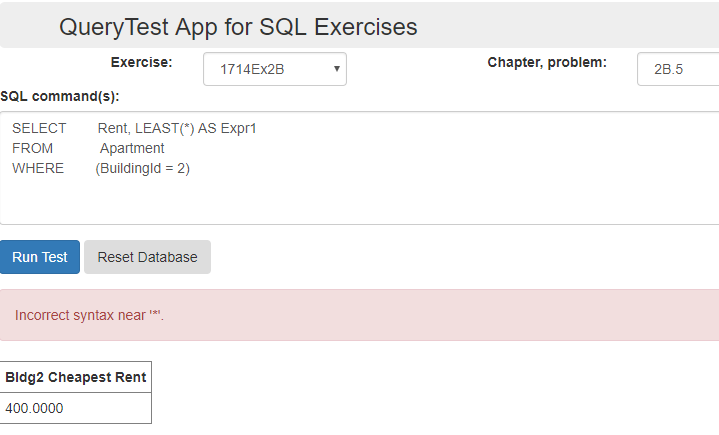 QueryTest App for SQL Exercises
Exercise: 1714Ex2B Chapter, problem: 2B.5
SQL command(s):
SELECT Rent, LEAST(*) AS Expr1
FROM Apartment
WHERE (BuildingId = 2)
Run Test Reset Database
Incorrect syntax near '*'.
Bldg2 Cheapest Rent
400.0000